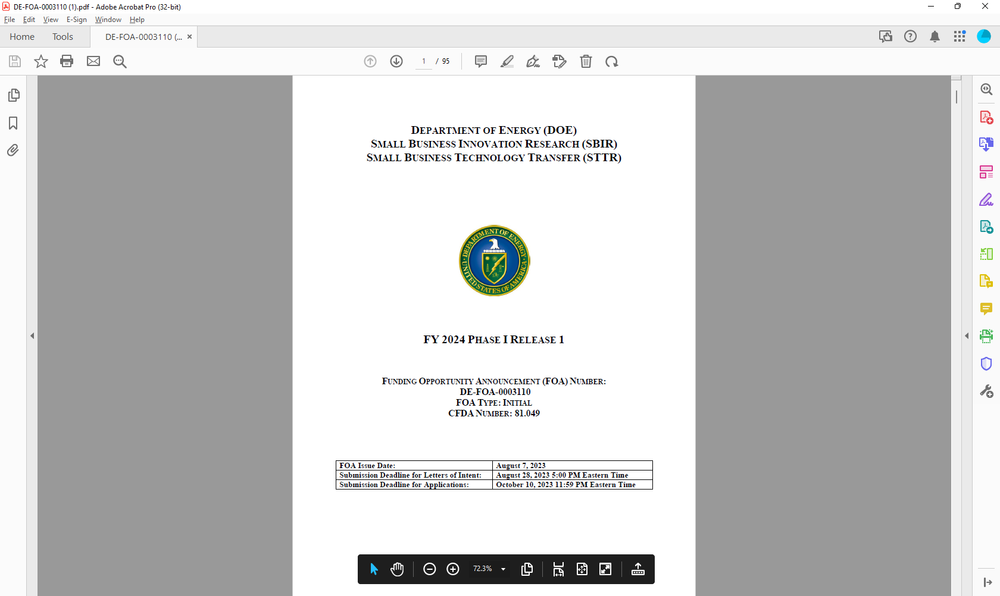 DE-FOA-0003110 (1).pdf - Adobe Acrobat Pro (32-bit)
File Edit View E-Sign Window Help
Home Tools DE-FOA-0003110 (... ×
1 / 95
DEPARTMENT OF ENERGY (DOE)
SMALL BUSINESS INNOVATION RESEARCH (SBIR)
SMALL BUSINESS TECHNOLOGY TRANSFER (STTR)
DEPARTMENT OF ENERGY
UNITED STATES OF AMERICA
FY 2024 PHASE I RELEASE 1
FUNDING OPPORTUNITY ANNOUNCEMENT (FOA) NUMBER:
DE-FOA-0003110
FOA TYPE: INITIAL
CFDA NUMBER: 81.049
FOA Issue Date: August 7, 2023
Submission Deadline for Letters of Intent: August 28, 2023 5:00 PM Eastern Time
Submission Deadline for Applications: October 10, 2023 11:59 PM Eastern Time
72.3%